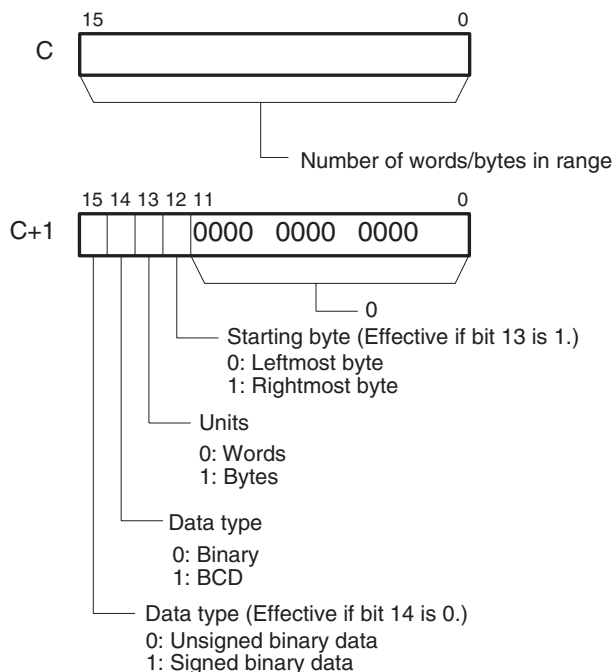 15 0
C
Number of words/bytes in range
15 14 13 12 11 0
C+1
0000 0000 0000
0
Starting byte (Effective if bit 13 is 1.)
0: Leftmost byte
1: Rightmost byte
Units
0: Words
1: Bytes
Data type
0: Binary
1: BCD
Data type (Effective if bit 14 is 0.)
0: Unsigned binary data
1: Signed binary data